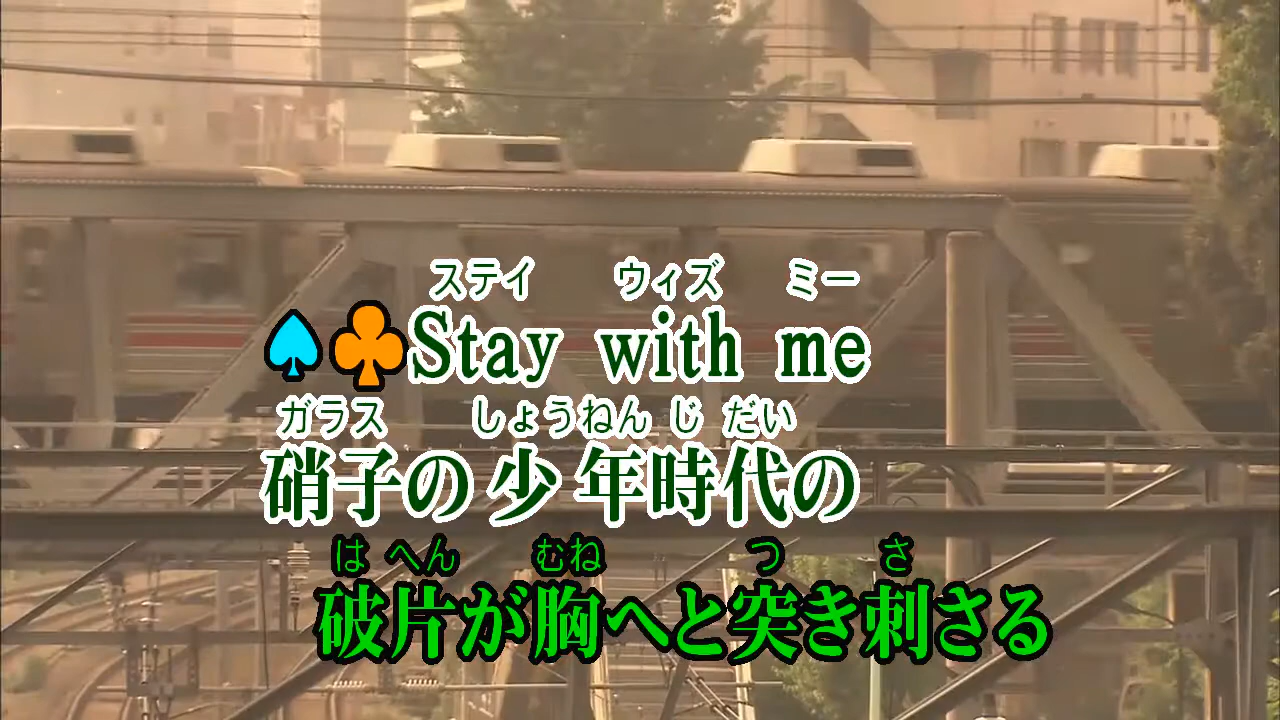 ステイ ウィズ ミー
♠♣Stay with me
ガラス しょうねん じ だい
硝子の少年時代の
は へん むね つ さ
破片が胸へと突き刺さる